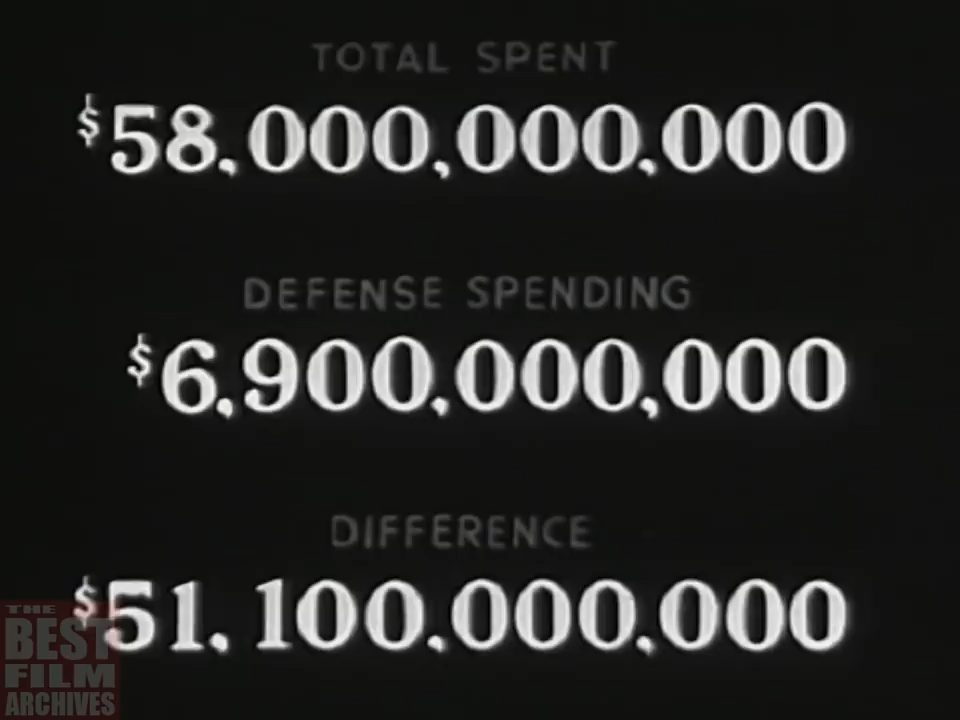 TOTAL SPENT
$58,000,000,000
DEFENSE SPENDING
$6,900,000,000
DIFFERENCE
$51,100,000,000
THE
BEST
FILM
ARCHIVES